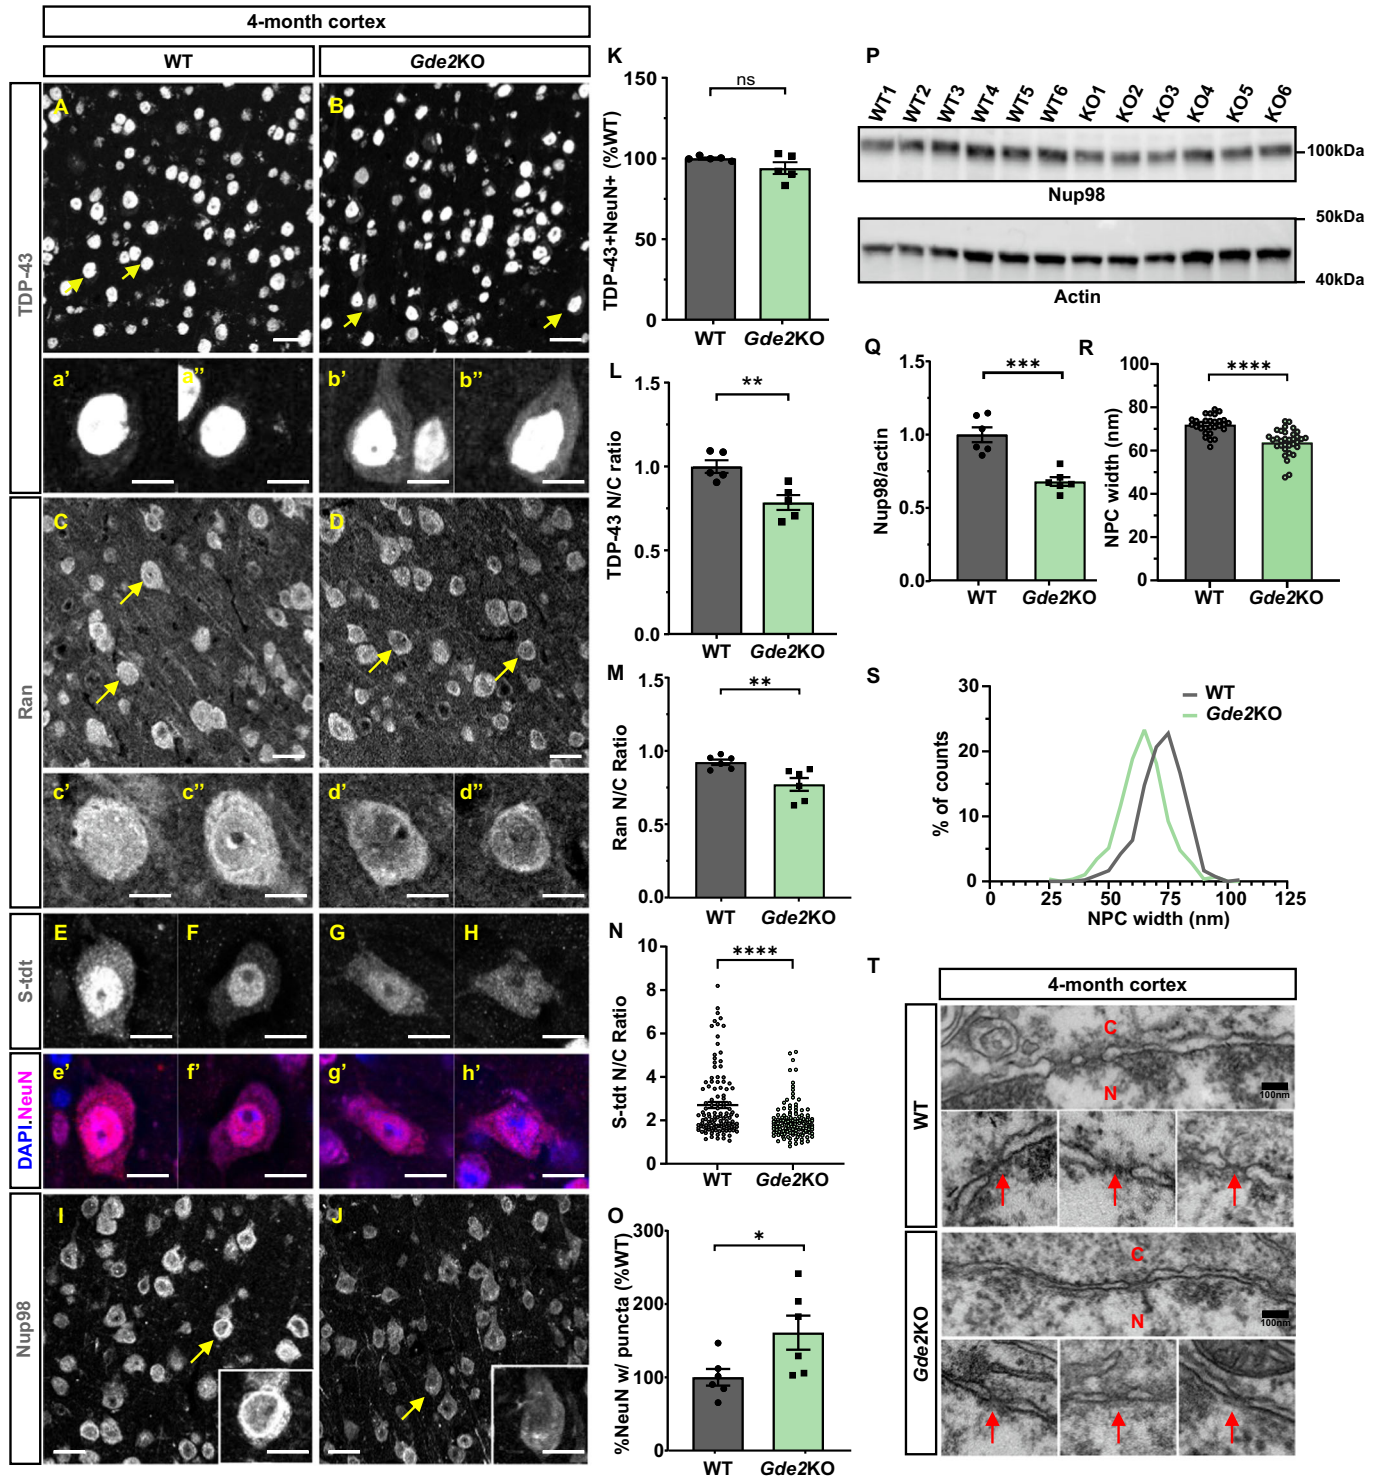 4-month cortex
WT
Gde2KO
TDP-43
A
B
a’
a’’
b’
b’’
Ran
C
D
c’
c’’
d’
d’’
S-tdt
E
F
G
H
DAPI.NeuN
e’
f’
g’
h’
Nup98
I
J
K
TDP-43+NeuN+ (%WT)
150
100
50
0
ns
WT
Gde2KO
L
TDP-43 N/C ratio
1.5
1.0
0.5
0.0
**
WT
Gde2KO
M
Ran N/C Ratio
1.5
1.0
0.5
0.0
**
WT
Gde2KO
N
S-tdt N/C Ratio
10
8
6
4
2
0
****
WT
Gde2KO
O
%NeuN w/ puncta (%WT)
300
200
100
0
*
WT
Gde2KO
P
WT1 WT2 WT3 WT4 WT5 WT6 KO1 KO2 KO3 KO4 KO5 KO6
100kDa
Nup98
50kDa
40kDa
Actin
Q
Nup98/actin
1.5
1.0
0.5
0.0
***
WT
Gde2KO
R
NPC width (nm)
100
80
60
40
20
0
****
WT
Gde2KO
S
% of counts
30
20
10
0
WT
Gde2KO
0 25 50 75 100 125
NPC width (nm)
T
4-month cortex
WT
C
N
100nm
Gde2KO
C
N
100nm